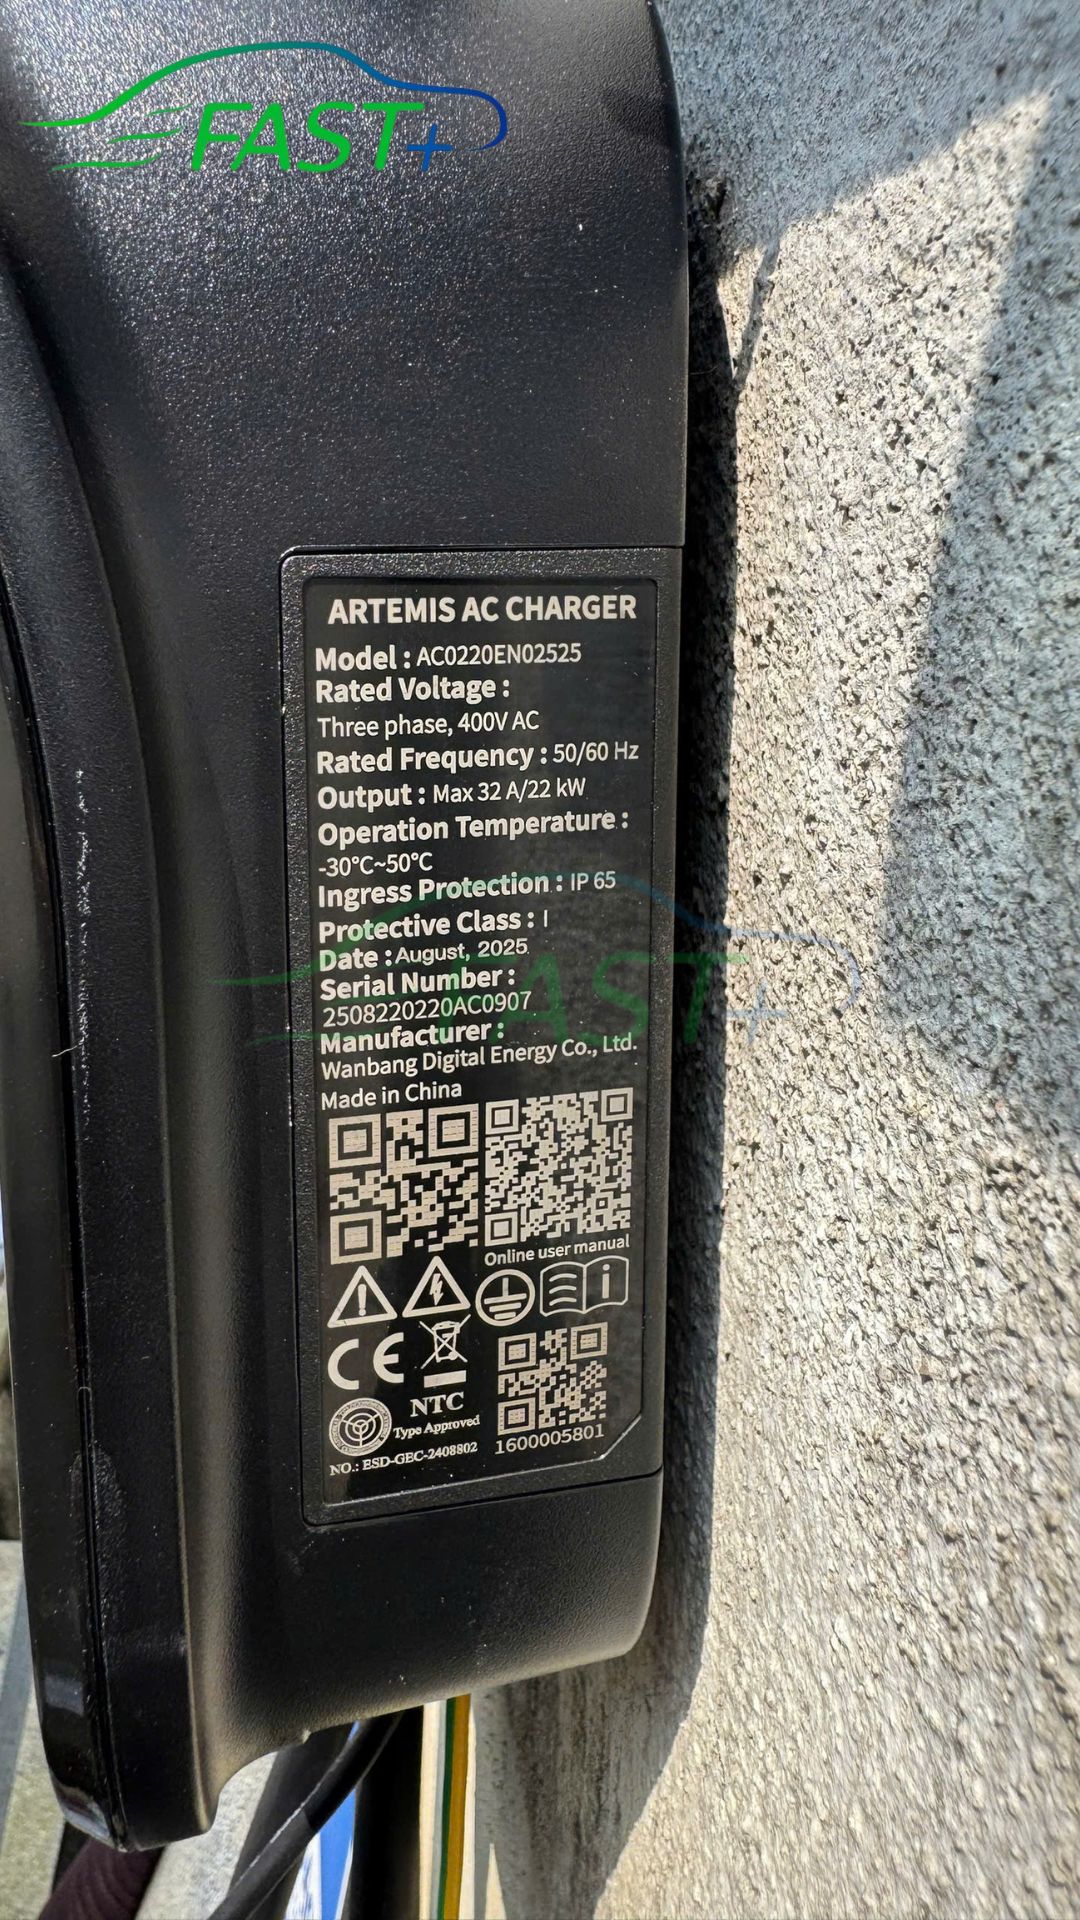 FAST+
ARTEMIS AC CHARGER
Model : AC0220EN02525
Rated Voltage :
Three phase, 400V AC
Rated Frequency : 50/60 Hz
Output : Max 32 A/22 kW
Operation Temperature :
-30°C~50°C
Ingress Protection : IP 65
Protective Class : I
Date : August, 2025
Serial Number :
2508220220AC0907
Manufacturer :
Wanbang Digital Energy Co., Ltd.
Made in China
FAST+
Online user manual
CE
NTC
Type Approved
NO.: ESD-GEC-2408802
1600005801